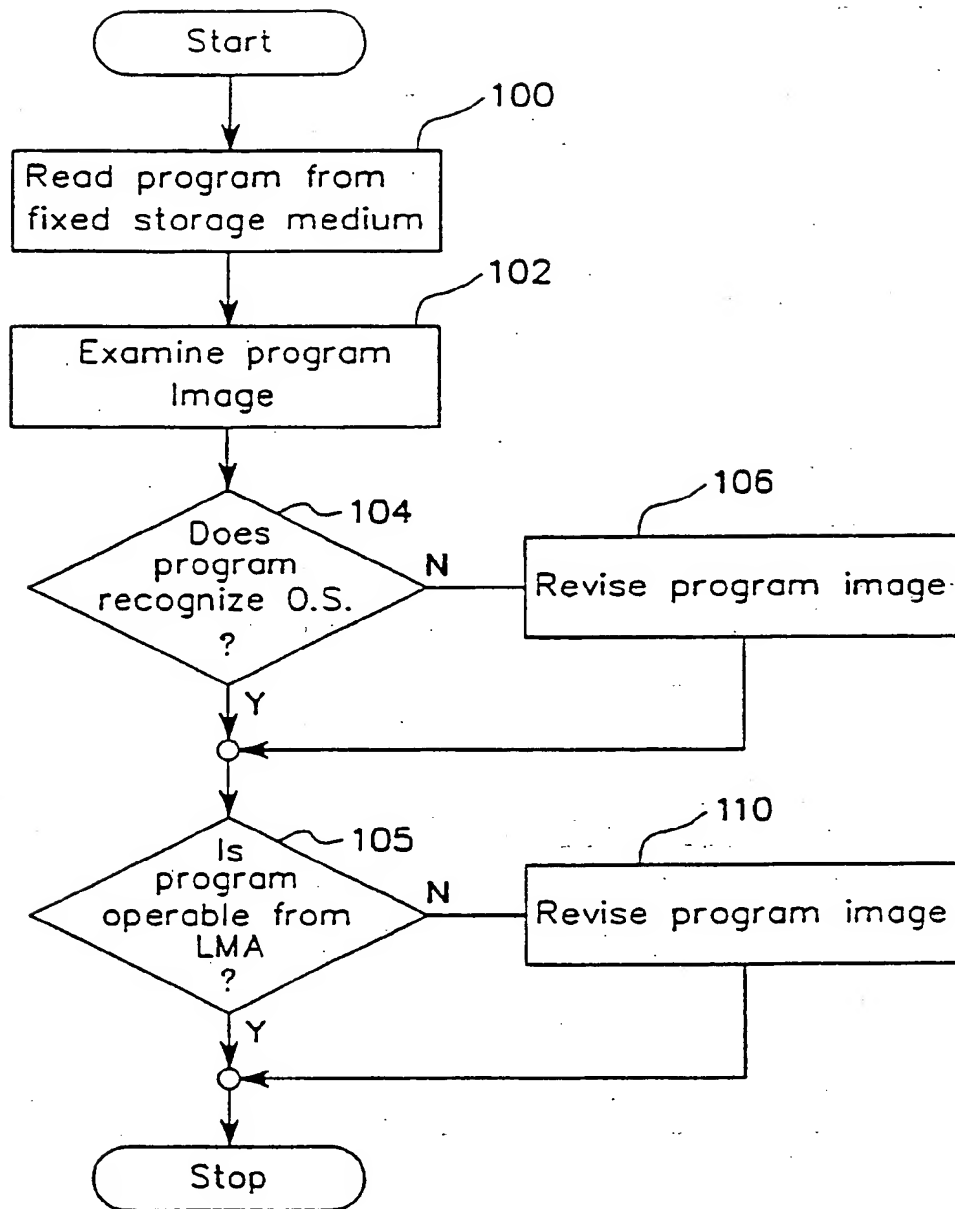 Start
100
Read program from
fixed storage medium
102
Examine program
Image
104
Does
program
recognize O.S.
?
N
106
Revise program image
Y
105
Is
program
operable from
LMA
?
N
110
Revise program image
Y
Stop